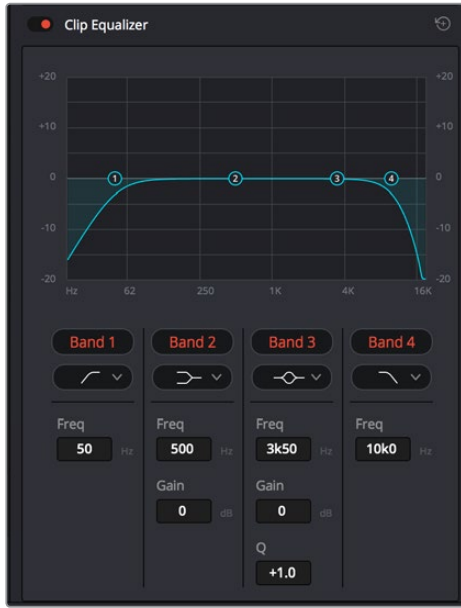 Clip Equalizer
+20 +20
+10 +10
0 1 2 3 4 0
-10 -10
-20 -20
Hz 62 250 1K 4K 16K
Band 1 Band 2 Band 3 Band 4
Freq Freq Freq Freq
50 Hz 500 Hz 3k50 Hz 10k0 Hz
Gain Gain
0 dB 0 dB
Q
+1.0